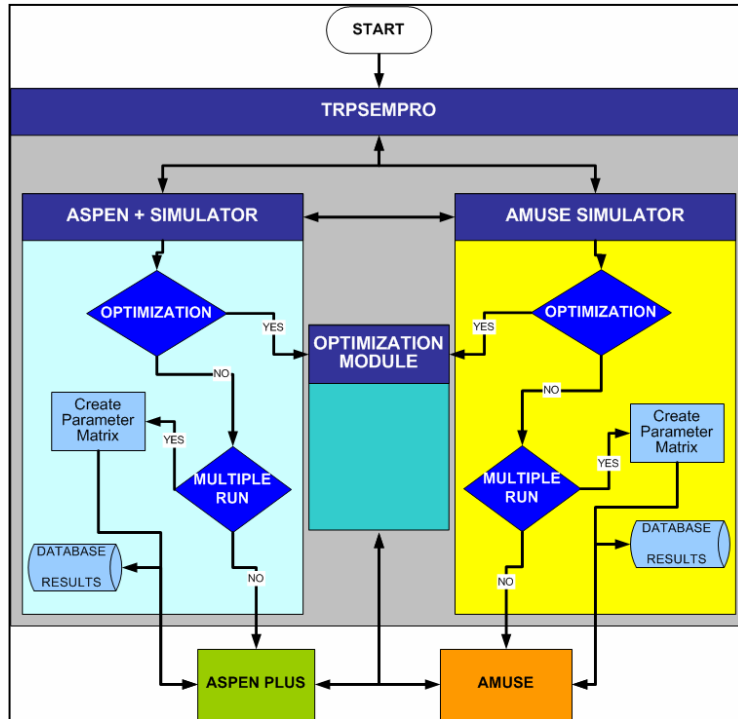 START
TRPSEMPRO
ASPEN + SIMULATOR
AMUSE SIMULATOR
OPTIMIZATION
YES
OPTIMIZATION
MODULE
YES
OPTIMIZATION
NO
NO
Create
Parameter
Matrix
YES
MULTIPLE
RUN
MULTIPLE
RUN
YES
Create
Parameter
Matrix
DATABASE
RESULTS
NO
NO
DATABASE
RESULTS
ASPEN PLUS
AMUSE